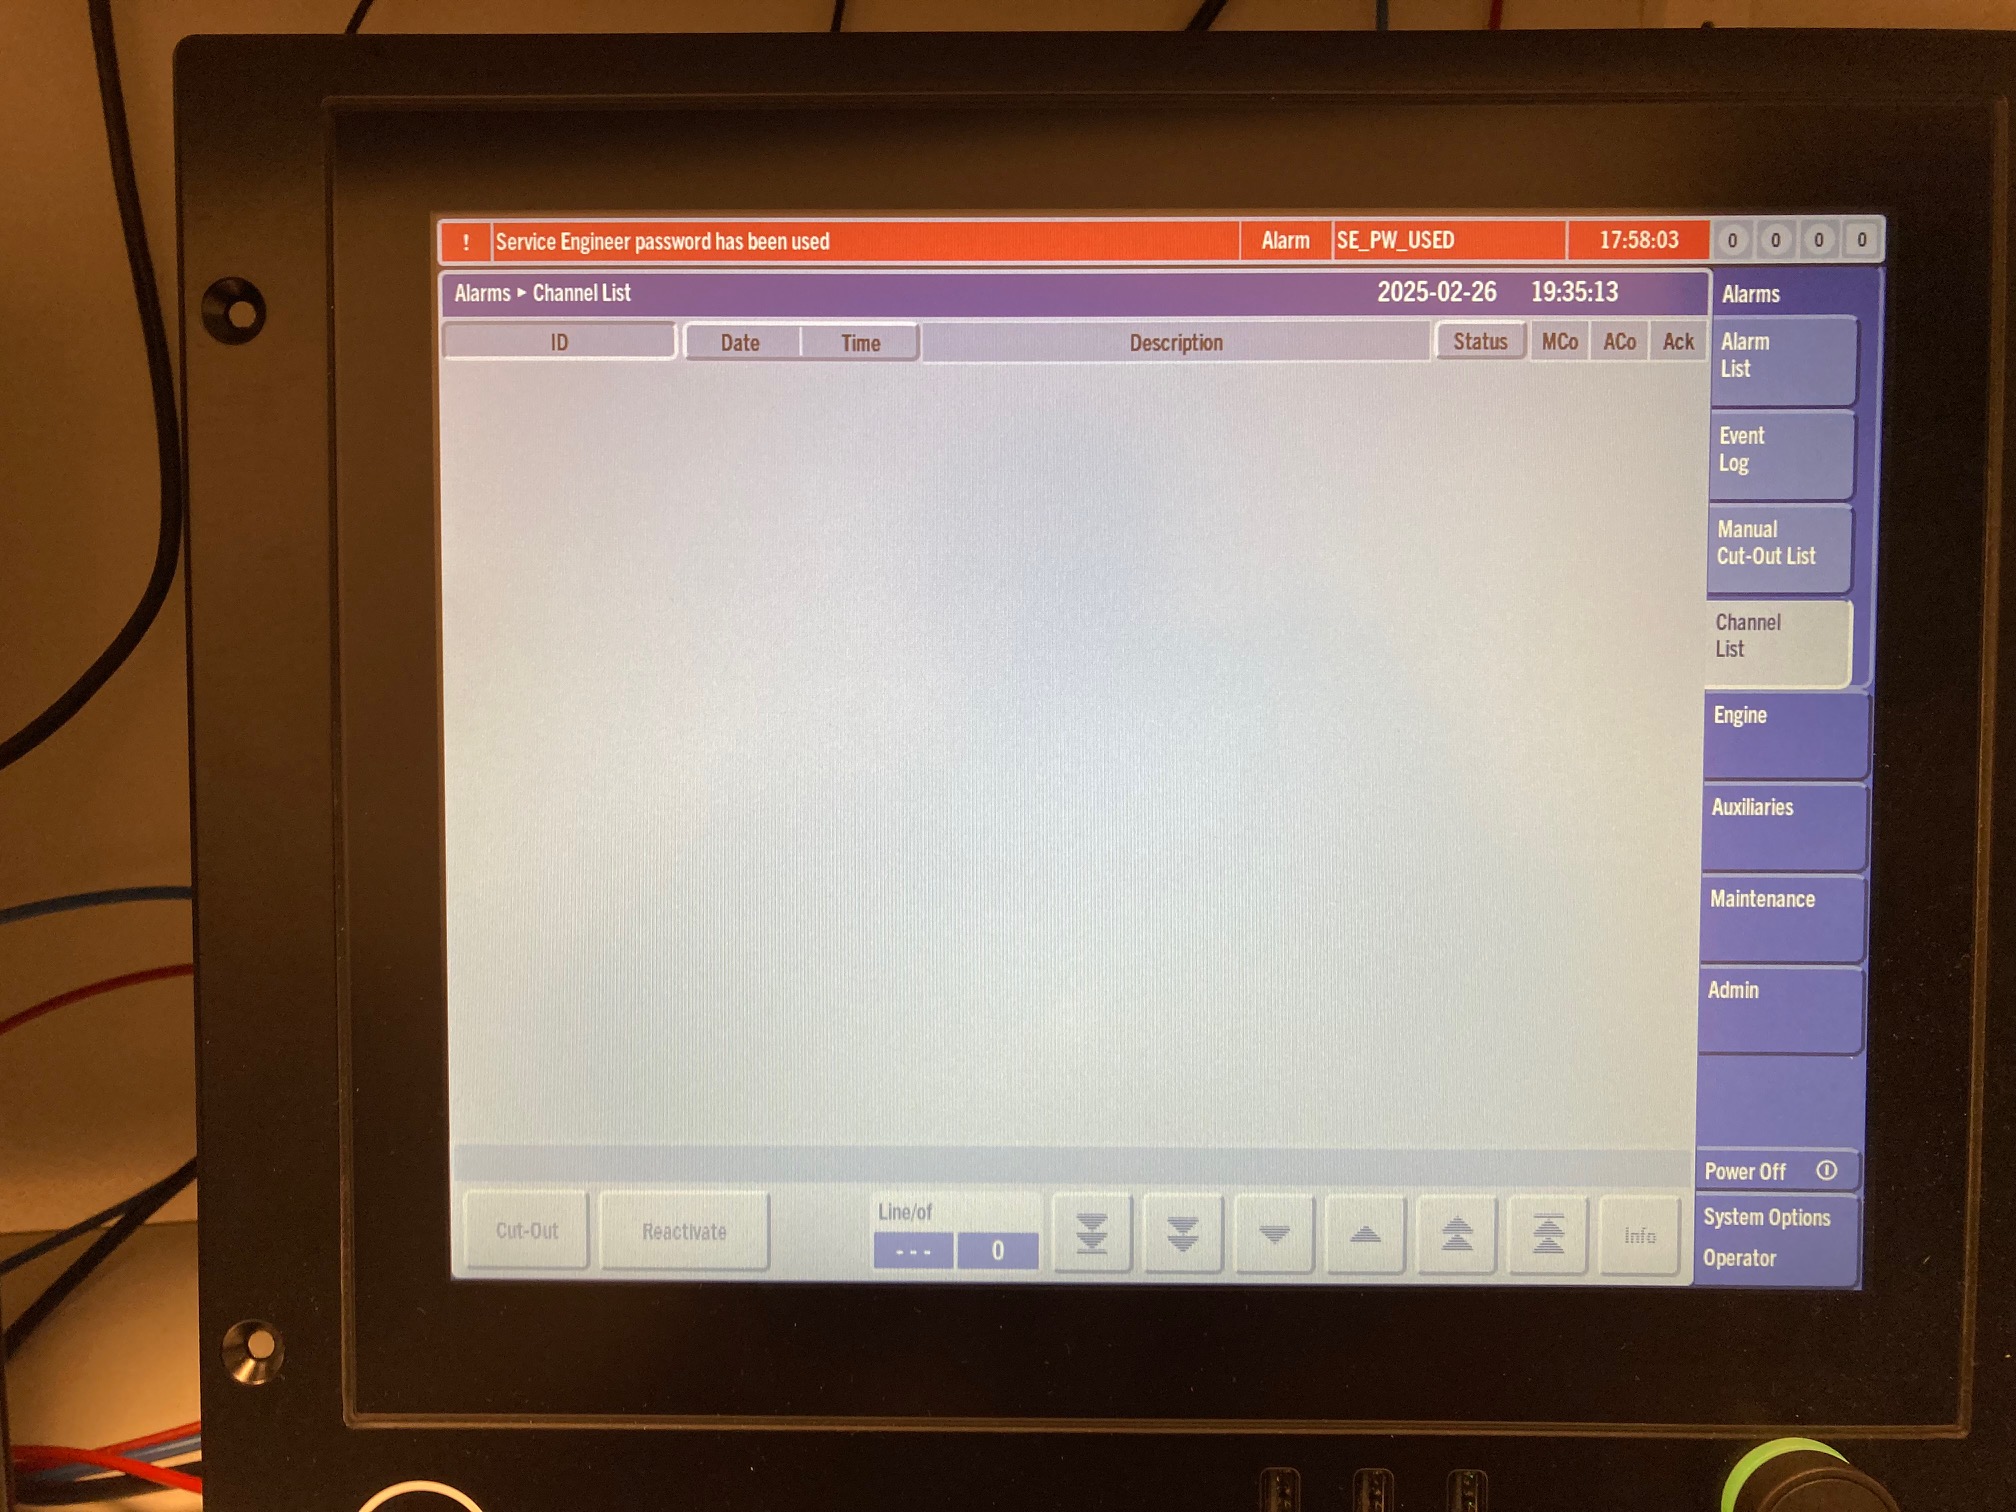 ! Service Engineer password has been used Alarm SE_PW_USED 17:58:03 0 0 0 0
Alarms ▸ Channel List 2025-02-26 19:35:13
ID Date Time Description Status MCo ACo Ack
Alarms
Alarm
List
Event
Log
Manual
Cut-Out List
Channel
List
Engine
Auxiliaries
Maintenance
Admin
Power Off
System Options
Operator
Cut-Out
Reactivate
Line/of
--- 0
Info